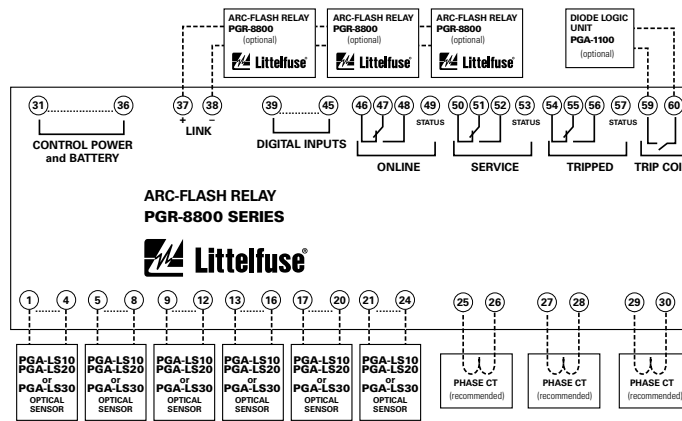 ARC-FLASH RELAY
PGR-8800
(optional)
Littelfuse®
ARC-FLASH RELAY
PGR-8800
(optional)
Littelfuse®
ARC-FLASH RELAY
PGR-8800
(optional)
Littelfuse®
DIODE LOGIC
UNIT
PGA-1100
(optional)
31 36 37 38 39 45 46 47 48 49 50 51 52 53 54 55 56 57 59 60
+ −
LINK
STATUS STATUS STATUS
CONTROL POWER
and BATTERY
DIGITAL INPUTS
ONLINE
SERVICE
TRIPPED
TRIP COI
ARC-FLASH RELAY
PGR-8800 SERIES
Littelfuse®
1 4 5 8 9 12 13 16 17 20 21 24 25 26 27 28 29 30
PGA-LS10
PGA-LS20
or
PGA-LS30
OPTICAL
SENSOR
PGA-LS10
PGA-LS20
or
PGA-LS30
OPTICAL
SENSOR
PGA-LS10
PGA-LS20
or
PGA-LS30
OPTICAL
SENSOR
PGA-LS10
PGA-LS20
or
PGA-LS30
OPTICAL
SENSOR
PGA-LS10
PGA-LS20
or
PGA-LS30
OPTICAL
SENSOR
PGA-LS10
PGA-LS20
or
PGA-LS30
OPTICAL
SENSOR
PHASE CT
(recommended)
PHASE CT
(recommended)
PHASE CT
(recommended)